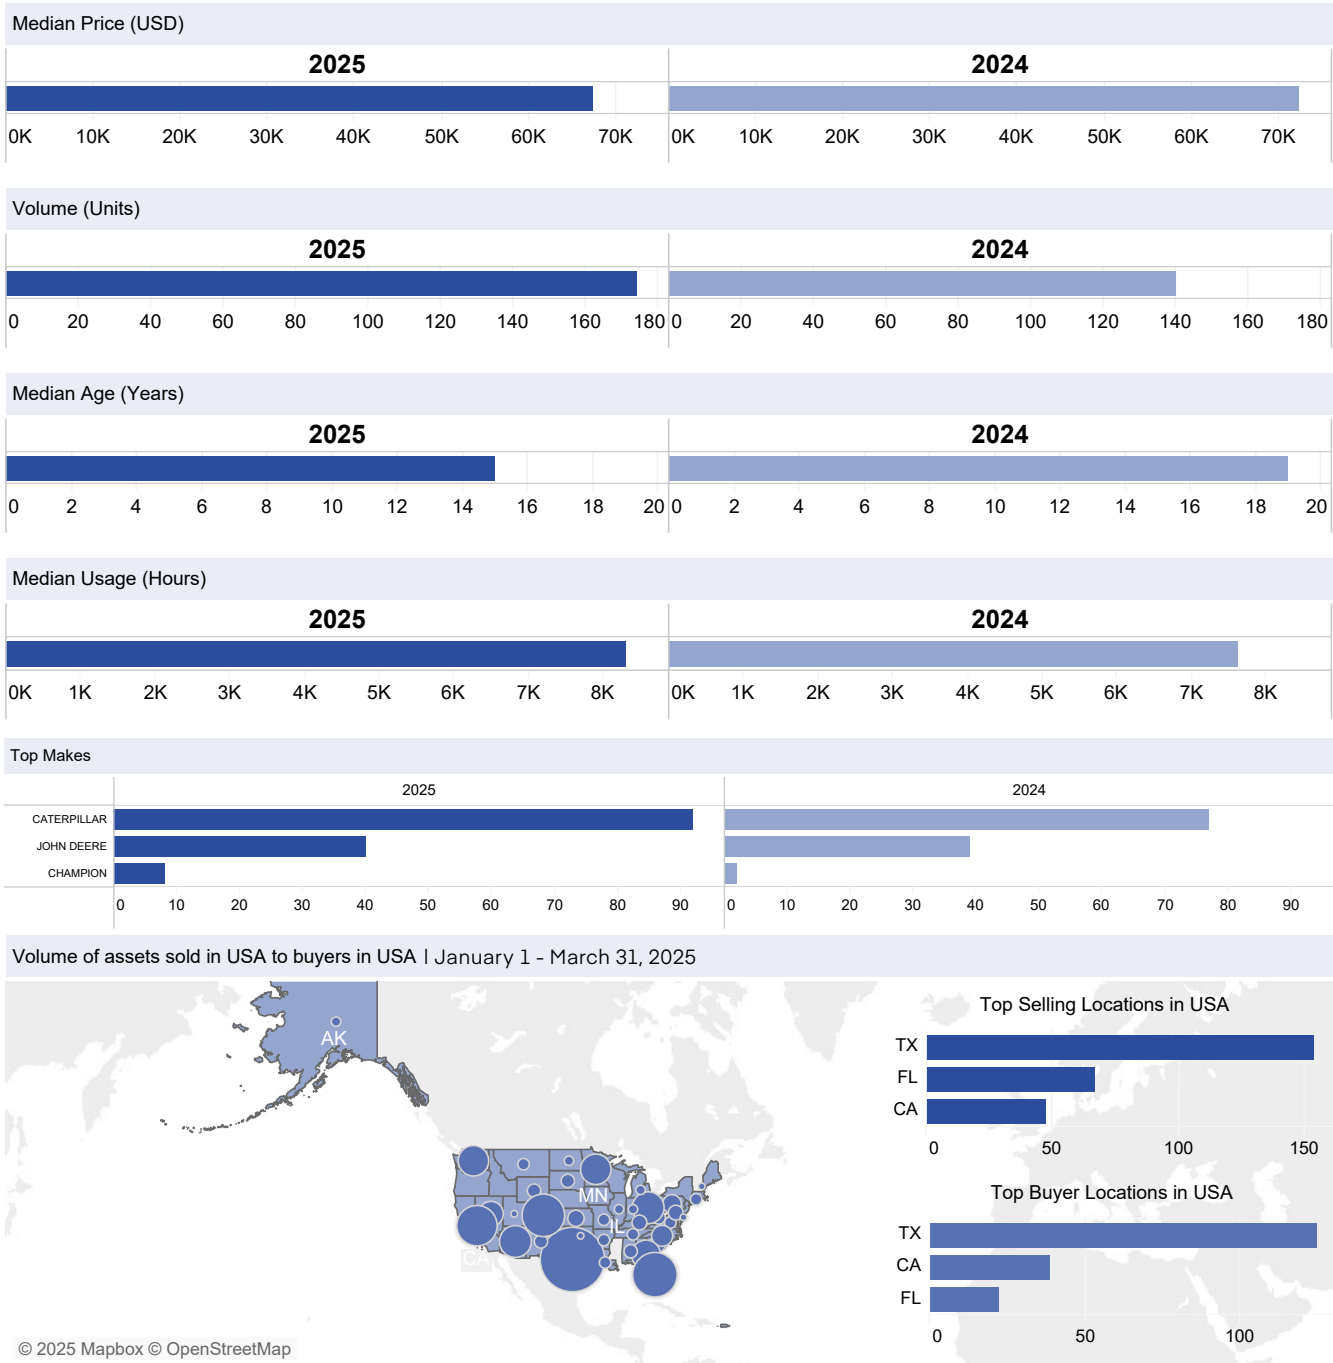 Median Price (USD)
2025 2024
0K 10K 20K 30K 40K 50K 60K 70K 0K 10K 20K 30K 40K 50K 60K 70K
Volume (Units)
2025 2024
0 20 40 60 80 100 120 140 160 180 0 20 40 60 80 100 120 140 160 180
Median Age (Years)
2025 2024
0 2 4 6 8 10 12 14 16 18 20 0 2 4 6 8 10 12 14 16 18 20
Median Usage (Hours)
2025 2024
0K 1K 2K 3K 4K 5K 6K 7K 8K 0K 1K 2K 3K 4K 5K 6K 7K 8K
Top Makes
2025 2024
CATERPILLAR
JOHN DEERE
CHAMPION
0 10 20 30 40 50 60 70 80 90 0 10 20 30 40 50 60 70 80 90
Volume of assets sold in USA to buyers in USA | January 1 - March 31, 2025
AK
MN
IL
CA
Top Selling Locations in USA
TX
FL
CA
0 50 100 150
Top Buyer Locations in USA
TX
CA
FL
0 50 100
© 2025 Mapbox © OpenStreetMap